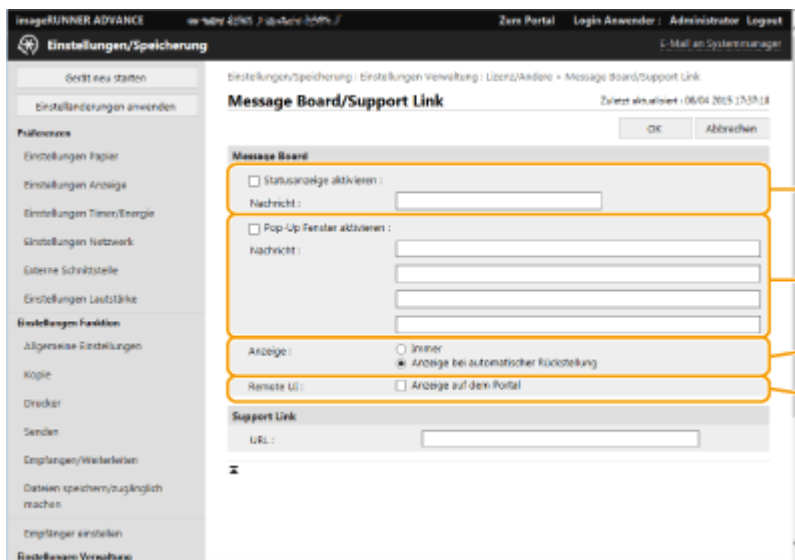 imageRUNNER ADVANCE
Zum Portal Login Anwender : Administrator Logout
Einstellungen/Speicherung
E-Mail an Systemmanager
Gerät neu starten
Einstelländerungen anwenden
Präferenzen
Einstellungen Papier
Einstellungen Anzeige
Einstellungen Timer/Energie
Einstellungen Netzwerk
Externe Schnittstelle
Einstellungen Lautstärke
Einstellungen Funktion
Allgemeine Einstellungen
Kopie
Drucker
Senden
Empfangen/Weiterleiten
Dateien speichern/zugänglich
machen
Empfänger einstellen
Einstellungen Verwaltung
Einstellungen/Speicherung : Einstellungen Verwaltung : Lizenz/Andere > Message Board/Support Link
Message Board/Support Link
Zuletzt aktualisiert : 08/04 2015 17:37:18
OK Abbrechen
Message Board
Statusanzeige aktivieren :
Nachricht :
Pop-Up Fenster aktivieren :
Nachricht :
Anzeige :
Immer
Anzeige bei automatischer Rückstellung
Remote UI :
Anzeige auf dem Portal
Support Link
URL :